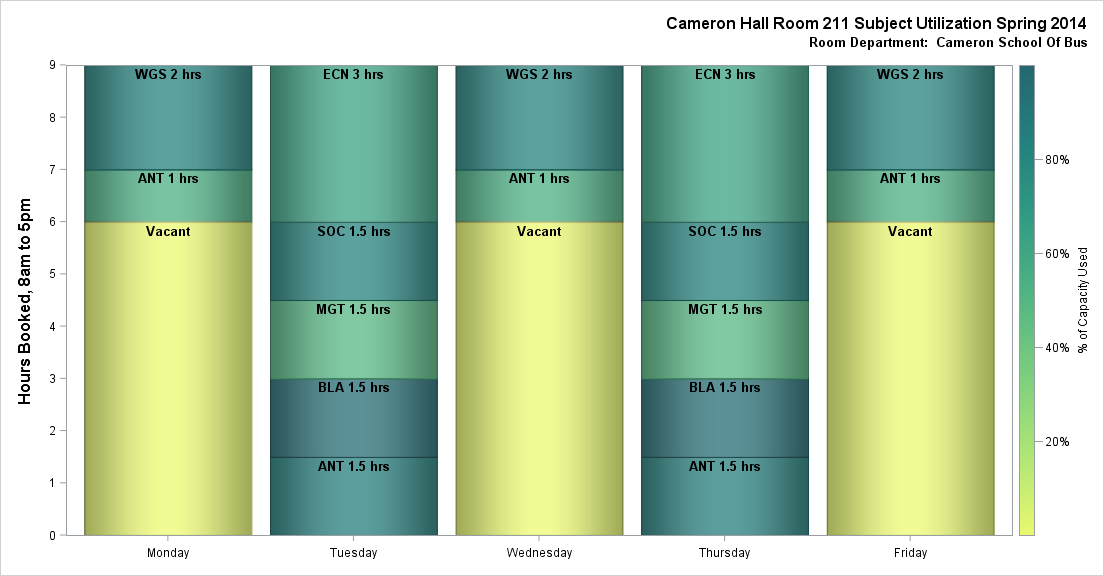 Cameron Hall Room 211 Subject Utilization Spring 2014
Room Department: Cameron School Of Bus
Hours Booked, 8am to 5pm
9
8
7
6
5
4
3
2
1
0
WGS 2 hrs
ANT 1 hrs
Vacant
ECN 3 hrs
SOC 1.5 hrs
MGT 1.5 hrs
BLA 1.5 hrs
ANT 1.5 hrs
WGS 2 hrs
ANT 1 hrs
Vacant
ECN 3 hrs
SOC 1.5 hrs
MGT 1.5 hrs
BLA 1.5 hrs
ANT 1.5 hrs
WGS 2 hrs
ANT 1 hrs
Vacant
Monday
Tuesday
Wednesday
Thursday
Friday
80%
60%
40%
20%
% of Capacity Used